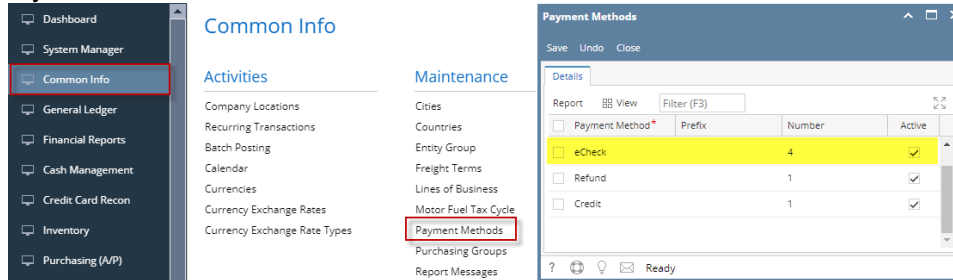 Dashboard
System Manager
Common Info
General Ledger
Financial Reports
Cash Management
Credit Card Recon
Inventory
Purchasing (A/P)
Common Info
Activities
Company Locations
Recurring Transactions
Batch Posting
Calendar
Currencies
Currency Exchange Rates
Currency Exchange Rate Types
Maintenance
Cities
Countries
Entity Group
Freight Terms
Lines of Business
Motor Fuel Tax Cycle
Payment Methods
Purchasing Groups
Report Messages
Payment Methods
Save Undo Close
Details
Report View Filter (F3)
Payment Method* Prefix Number Active
eCheck 4
Refund 1
Credit 1
? Ready